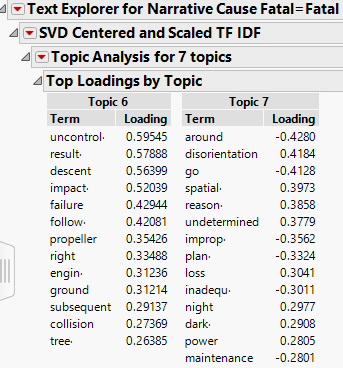 Text Explorer for Narrative Cause Fatal=Fatal
SVD Centered and Scaled TF IDF
Topic Analysis for 7 topics
Top Loadings by Topic
Topic 6 Topic 7
Term Loading Term Loading
uncontrol· 0.59545 around -0.4280
result· 0.57888 disorientation 0.4184
descent 0.56399 go -0.4128
impact· 0.52039 spatial· 0.3973
failure 0.42944 reason· 0.3858
follow· 0.42081 undetermined 0.3779
propeller 0.35426 improp· -0.3562
right 0.33488 plan· -0.3324
engin· 0.31236 loss 0.3041
ground 0.31214 inadequ· -0.3011
subsequent 0.29137 night 0.2977
collision 0.27369 dark· 0.2908
tree· 0.26385 power 0.2805
maintenance -0.2801